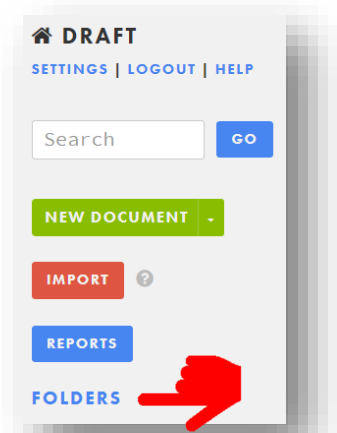 DRAFT
SETTINGS | LOGOUT | HELP
Search GO
NEW DOCUMENT
IMPORT ?
REPORTS
FOLDERS